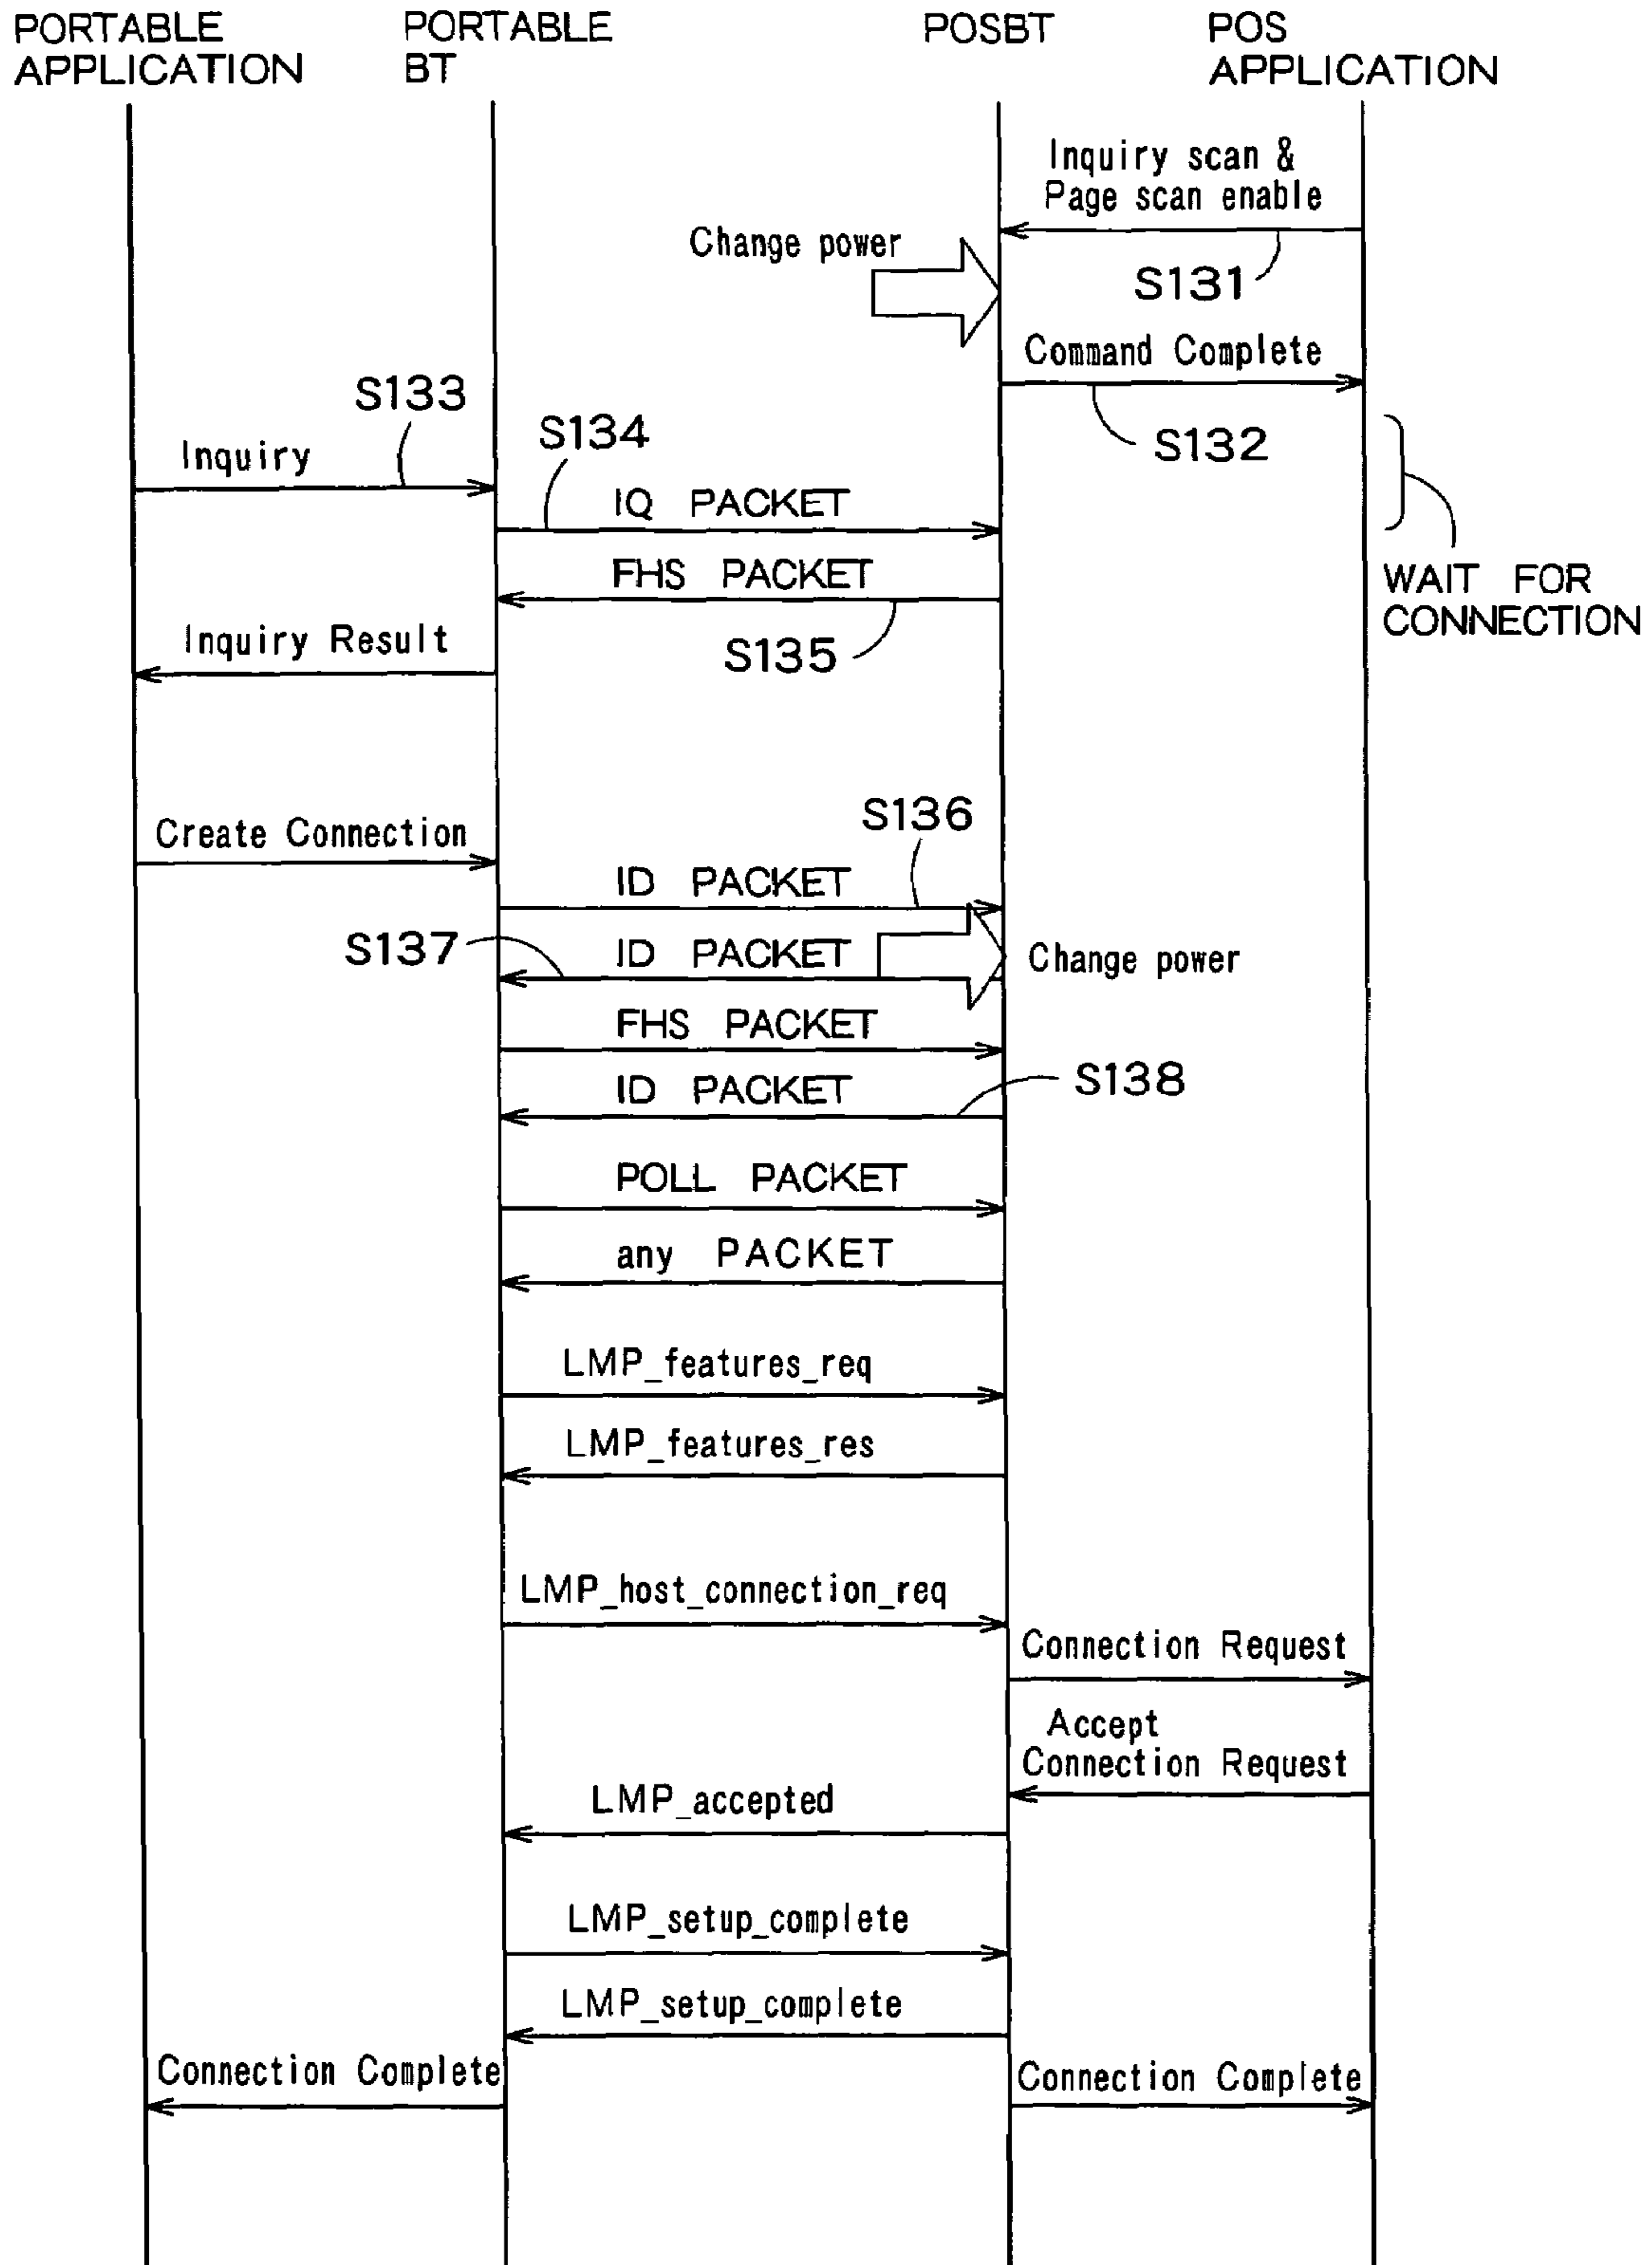 PORTABLE
APPLICATION
PORTABLE
BT
POSBT
POS
APPLICATION
Inquiry scan &
Page scan enable
Change power
S131
Command Complete
S132
S133
Inquiry
S134
IQ PACKET
FHS PACKET
WAIT FOR
CONNECTION
S135
Inquiry Result
S136
Create Connection
ID PACKET
S137
ID PACKET
Change power
FHS PACKET
ID PACKET
S138
POLL PACKET
any PACKET
LMP_features_req
LMP_features_res
LMP_host_connection_req
Connection Request
Accept
Connection Request
LMP_accepted
LMP_setup_complete
LMP_setup_complete
Connection Complete
Connection Complete